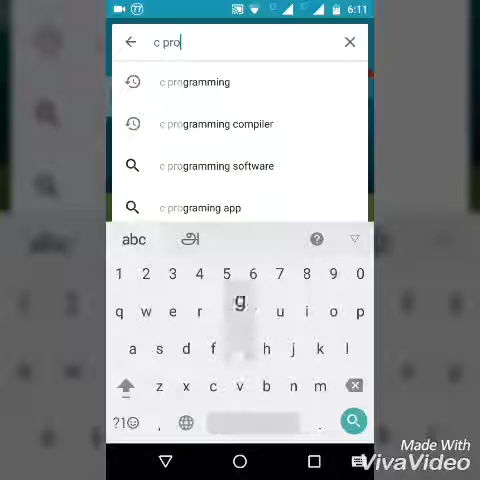 6:11
c pro
c programming
c programming compiler
c programming software
c programing app
abc அ
1 2 3 4 5 6 7 8 9 0
q w e r g u i o p
a s d f h j k l
z x c v b n m
?1☺ , .
Made With
VivaVideo